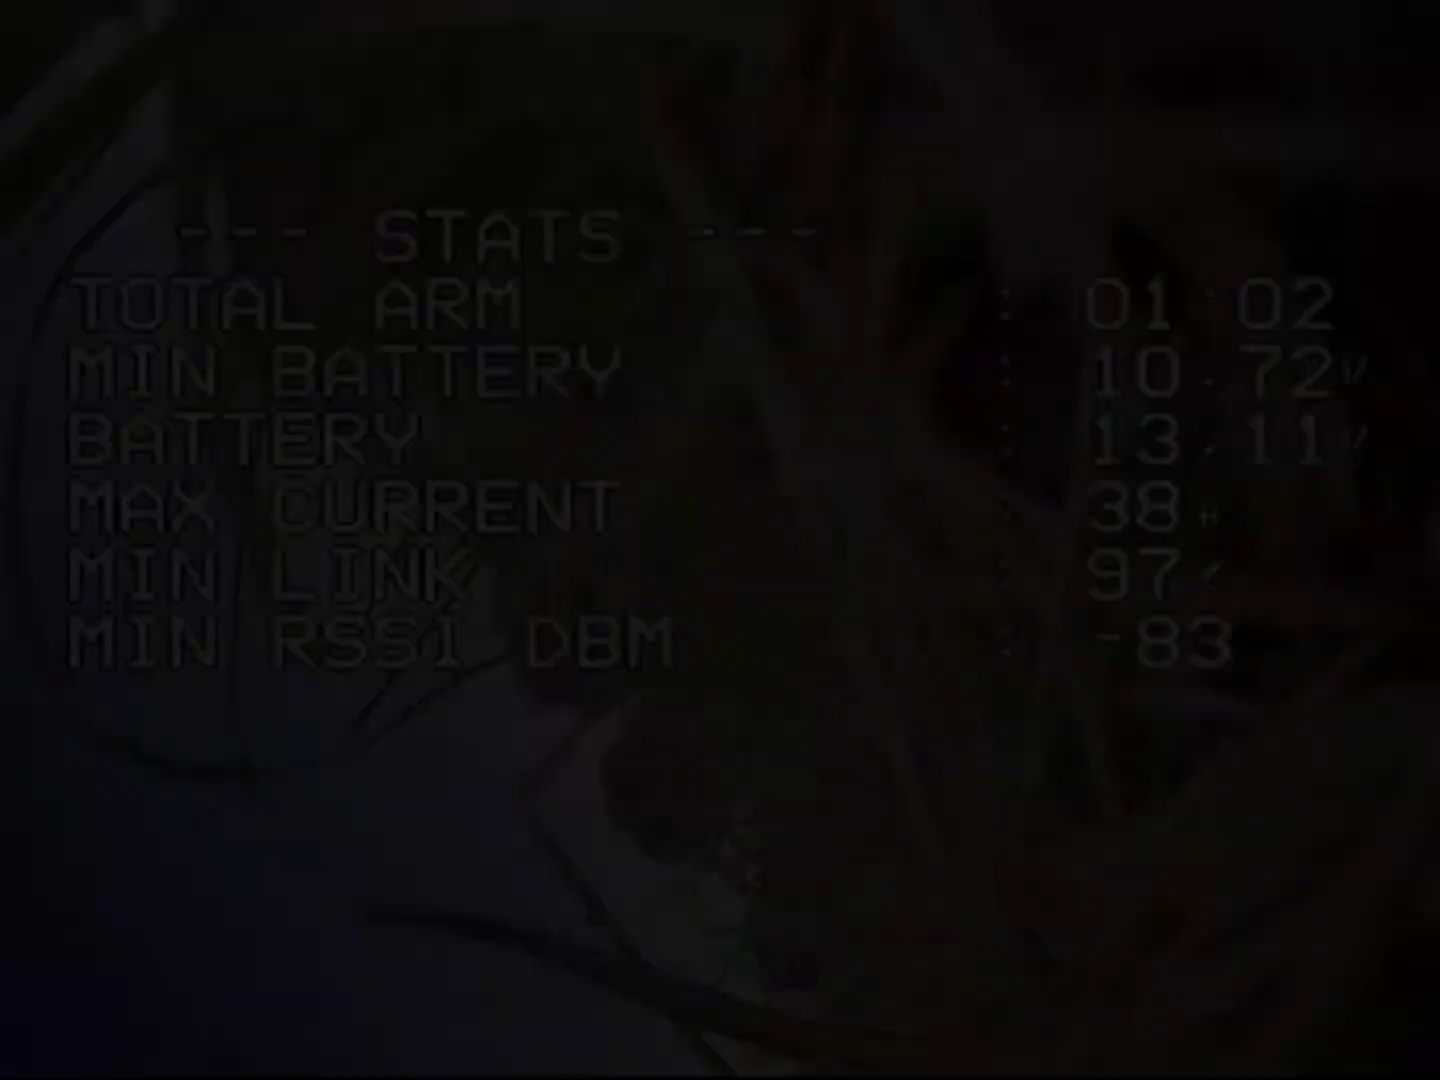 --- STATS ---
TOTAL ARM : 01:02
MIN BATTERY : 10.72V
BATTERY : 13.11V
MAX CURRENT : 38A
MIN LINK : 97%
MIN RSSI DBM : -83